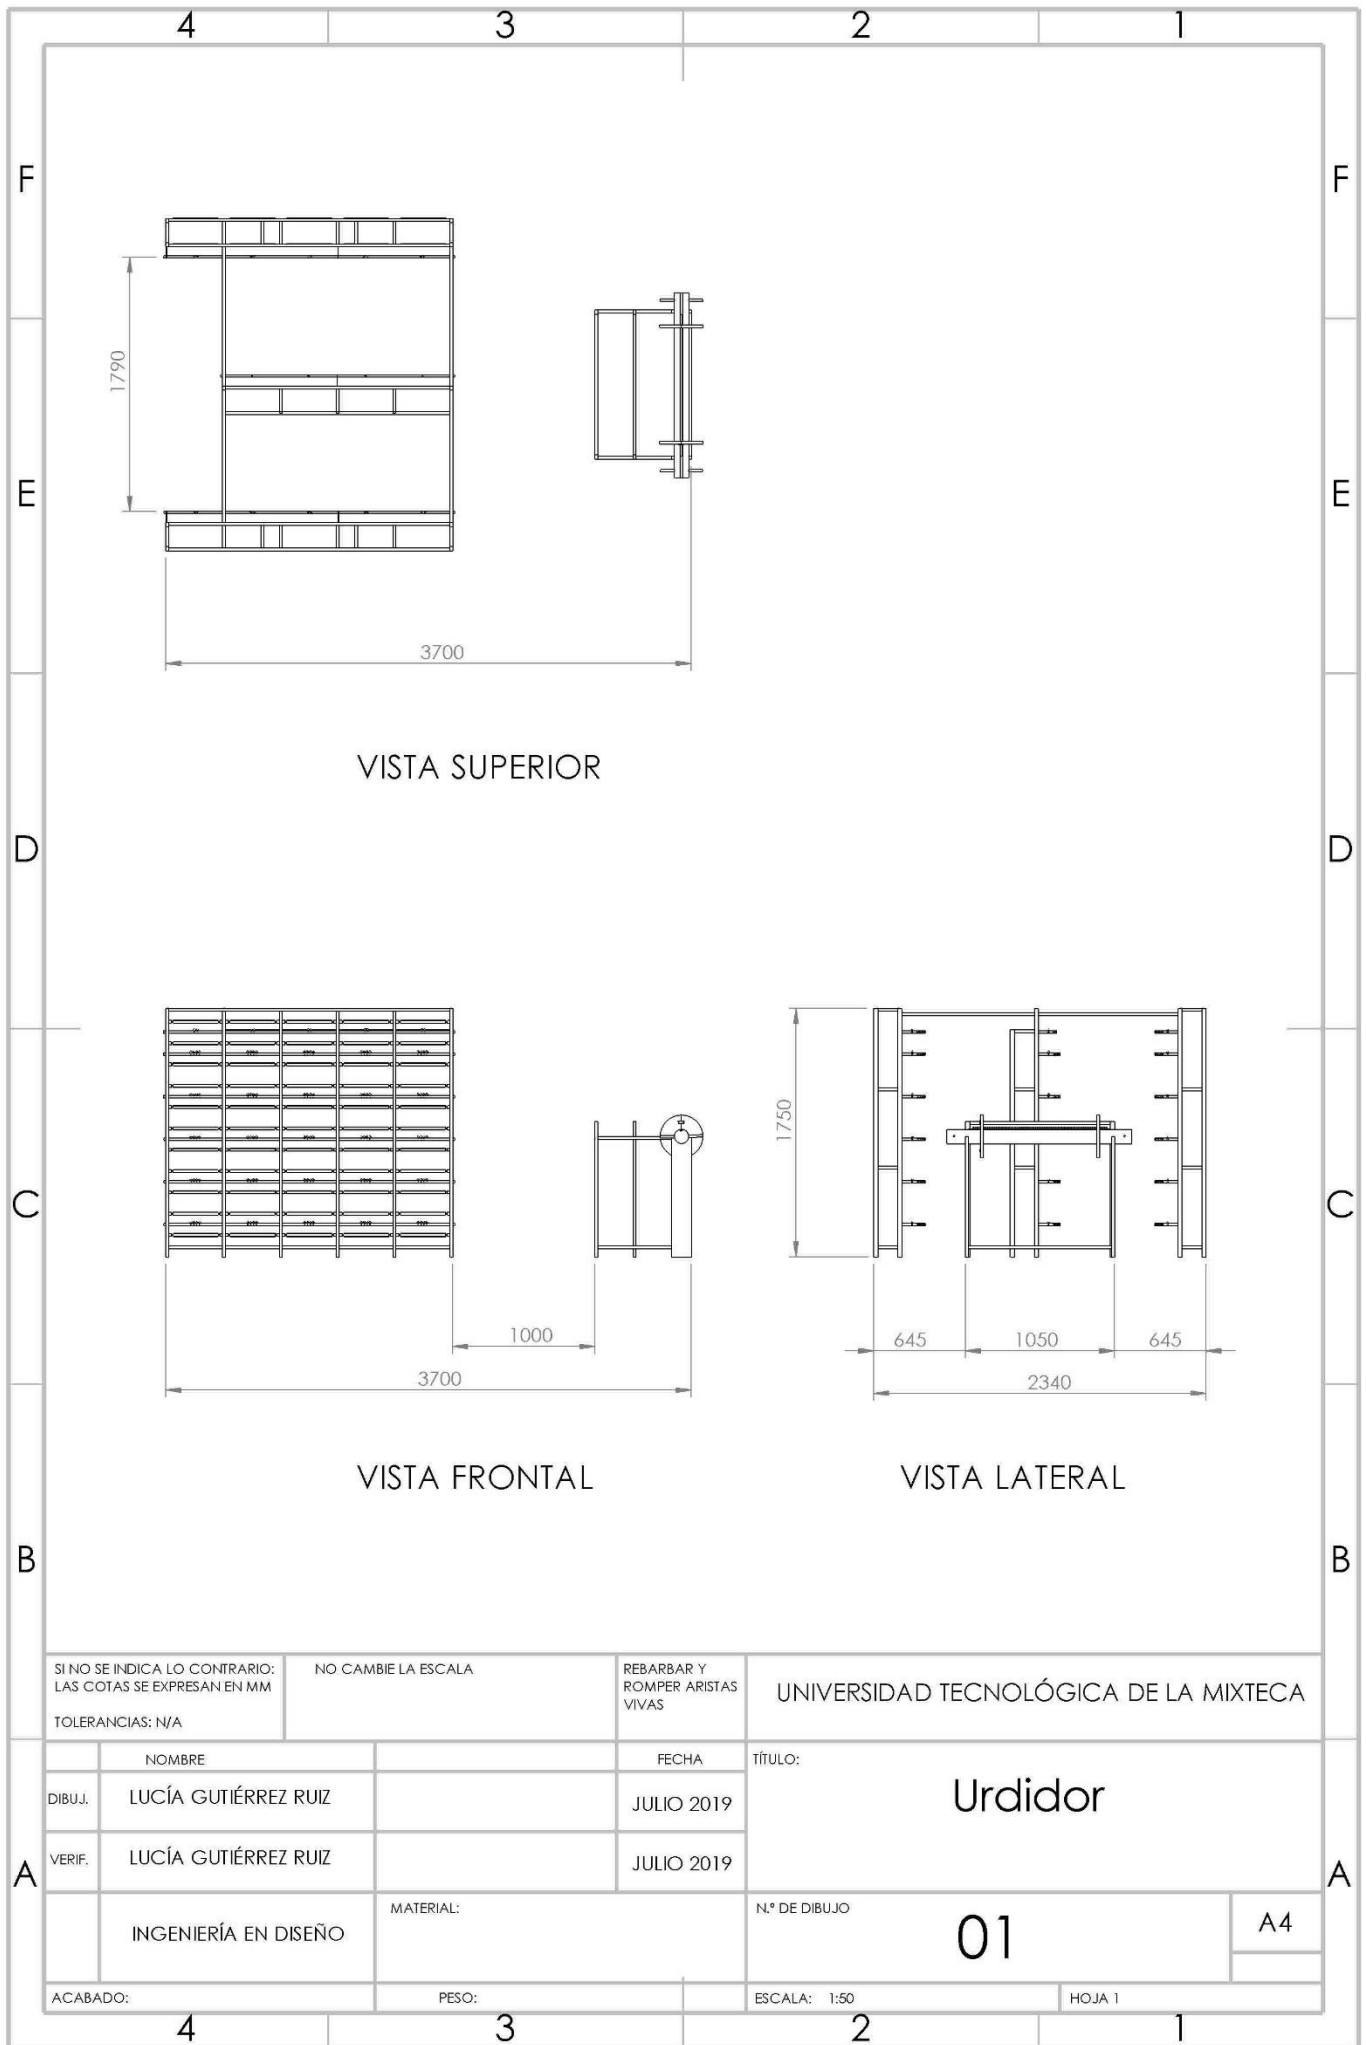 4 3 2 1
F F
1790
E E
3700
VISTA SUPERIOR
D D
1750
C C
645 1050 645
1000
3700
2340
VISTA FRONTAL VISTA LATERAL
B B
SI NO SE INDICA LO CONTRARIO:
LAS COTAS SE EXPRESAN EN MM
TOLERANCIAS: N/A
NO CAMBIE LA ESCALA
REBARBAR Y
ROMPER ARISTAS
VIVAS
UNIVERSIDAD TECNOLÓGICA DE LA MIXTECA
NOMBRE FECHA
TÍTULO:
Urdidor
DIBUJ. LUCÍA GUTIÉRREZ RUIZ JULIO 2019
VERIF. LUCÍA GUTIÉRREZ RUIZ JULIO 2019
A A
INGENIERÍA EN DISEÑO
MATERIAL:
N.º DE DIBUJO
01
A4
ACABADO: PESO: ESCALA: 1:50 HOJA 1
4 3 2 1